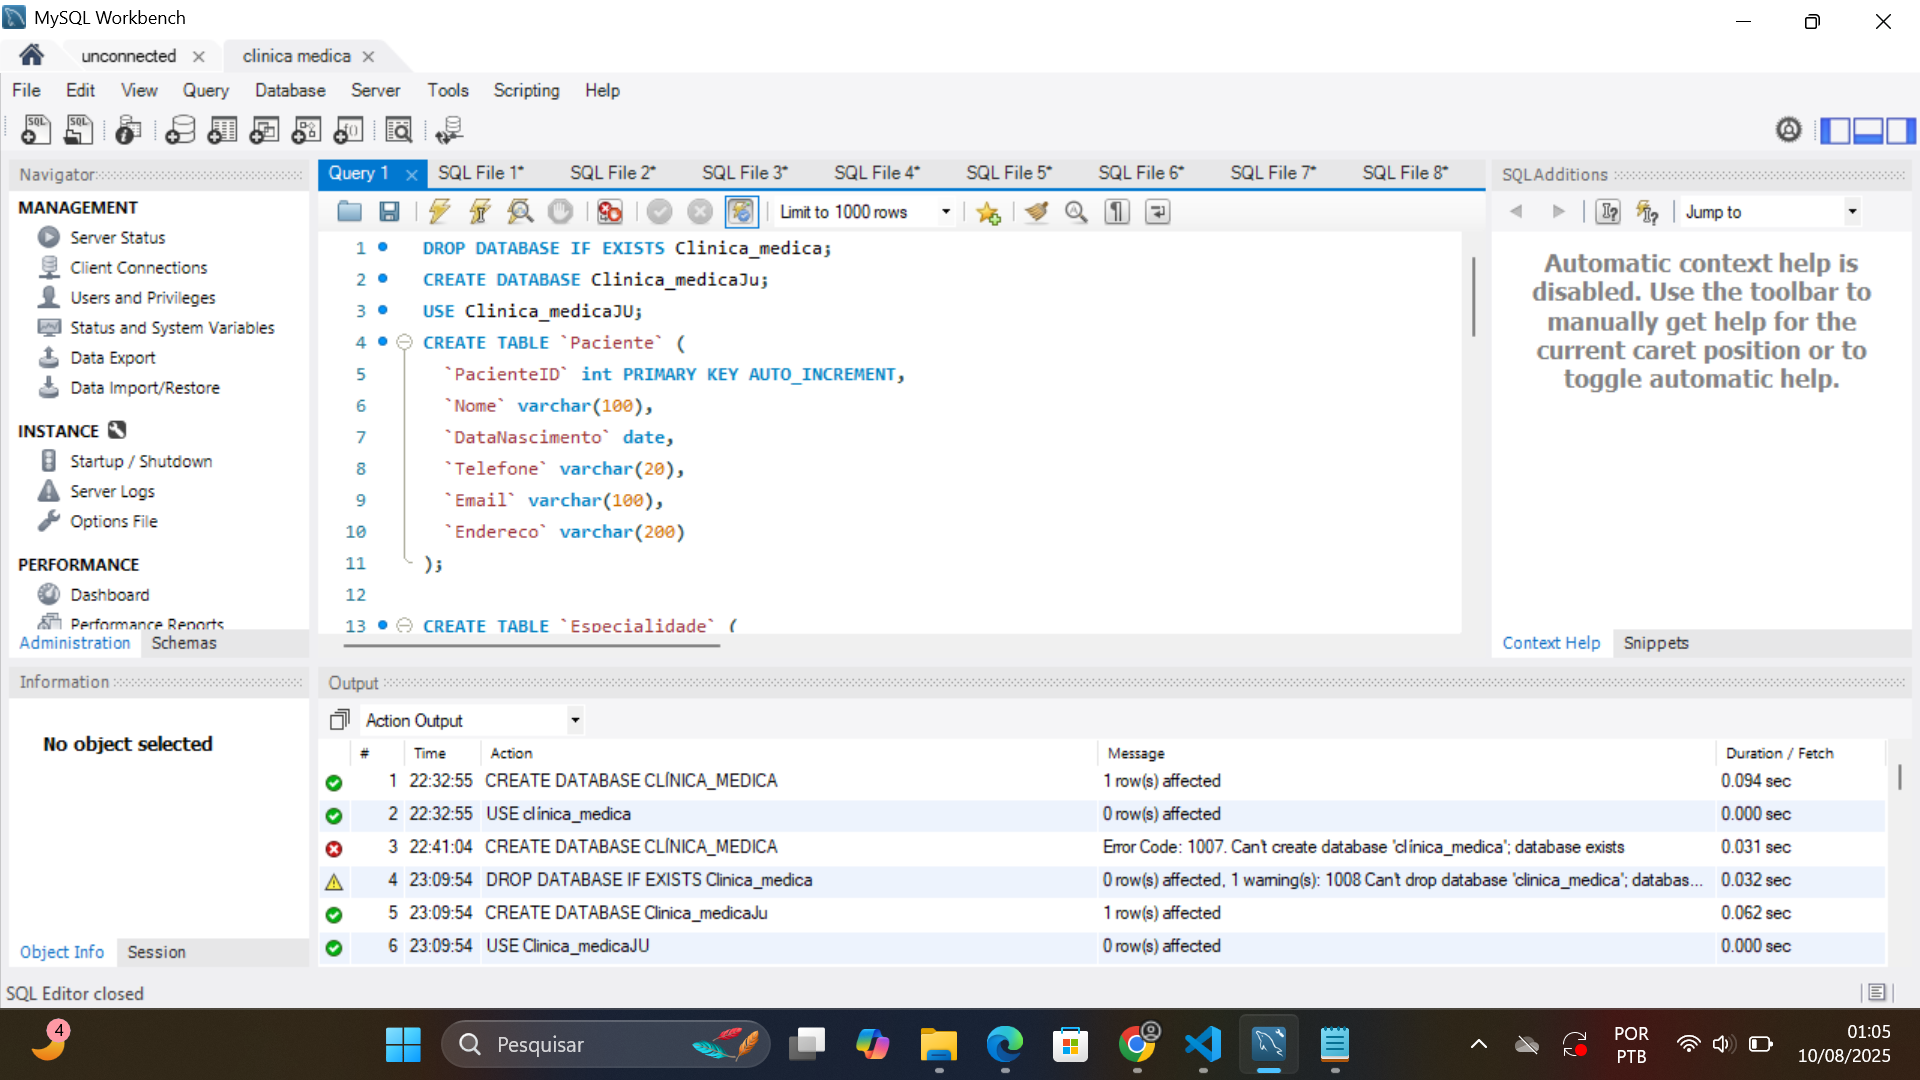 MySQL Workbench
unconnected
clinica medica
File Edit View Query Database Server Tools Scripting Help
Navigator
MANAGEMENT
Server Status
Client Connections
Users and Privileges
Status and System Variables
Data Export
Data Import/Restore
INSTANCE
Startup / Shutdown
Server Logs
Options File
PERFORMANCE
Dashboard
Performance Reports
Administration Schemas
Information
No object selected
Object Info Session
SQL Editor closed
Query 1 SQL File 1* SQL File 2* SQL File 3* SQL File 4* SQL File 5* SQL File 6* SQL File 7* SQL File 8*
Limit to 1000 rows
1 DROP DATABASE IF EXISTS Clinica_medica;
2 CREATE DATABASE Clinica_medicaJu;
3 USE Clinica_medicaJU;
4 CREATE TABLE `Paciente` (
5 `PacienteID` int PRIMARY KEY AUTO_INCREMENT,
6 `Nome` varchar(100),
7 `DataNascimento` date,
8 `Telefone` varchar(20),
9 `Email` varchar(100),
10 `Endereco` varchar(200)
11 );
12
13 CREATE TABLE `Especialidade` (
SQLAdditions
Jump to
Automatic context help is
disabled. Use the toolbar to
manually get help for the
current caret position or to
toggle automatic help.
Context Help Snippets
Output
Action Output
# Time Action Message Duration / Fetch
1 22:32:55 CREATE DATABASE CLÍNICA_MEDICA 1 row(s) affected 0.094 sec
2 22:32:55 USE clínica_medica 0 row(s) affected 0.000 sec
3 22:41:04 CREATE DATABASE CLÍNICA_MEDICA Error Code: 1007. Can't create database 'clínica_medica'; database exists 0.031 sec
4 23:09:54 DROP DATABASE IF EXISTS Clinica_medica 0 row(s) affected, 1 warning(s): 1008 Can't drop database 'clinica_medica'; databas... 0.032 sec
5 23:09:54 CREATE DATABASE Clinica_medicaJu 1 row(s) affected 0.062 sec
6 23:09:54 USE Clinica_medicaJU 0 row(s) affected 0.000 sec
4
Pesquisar
POR
PTB
01:05
10/08/2025